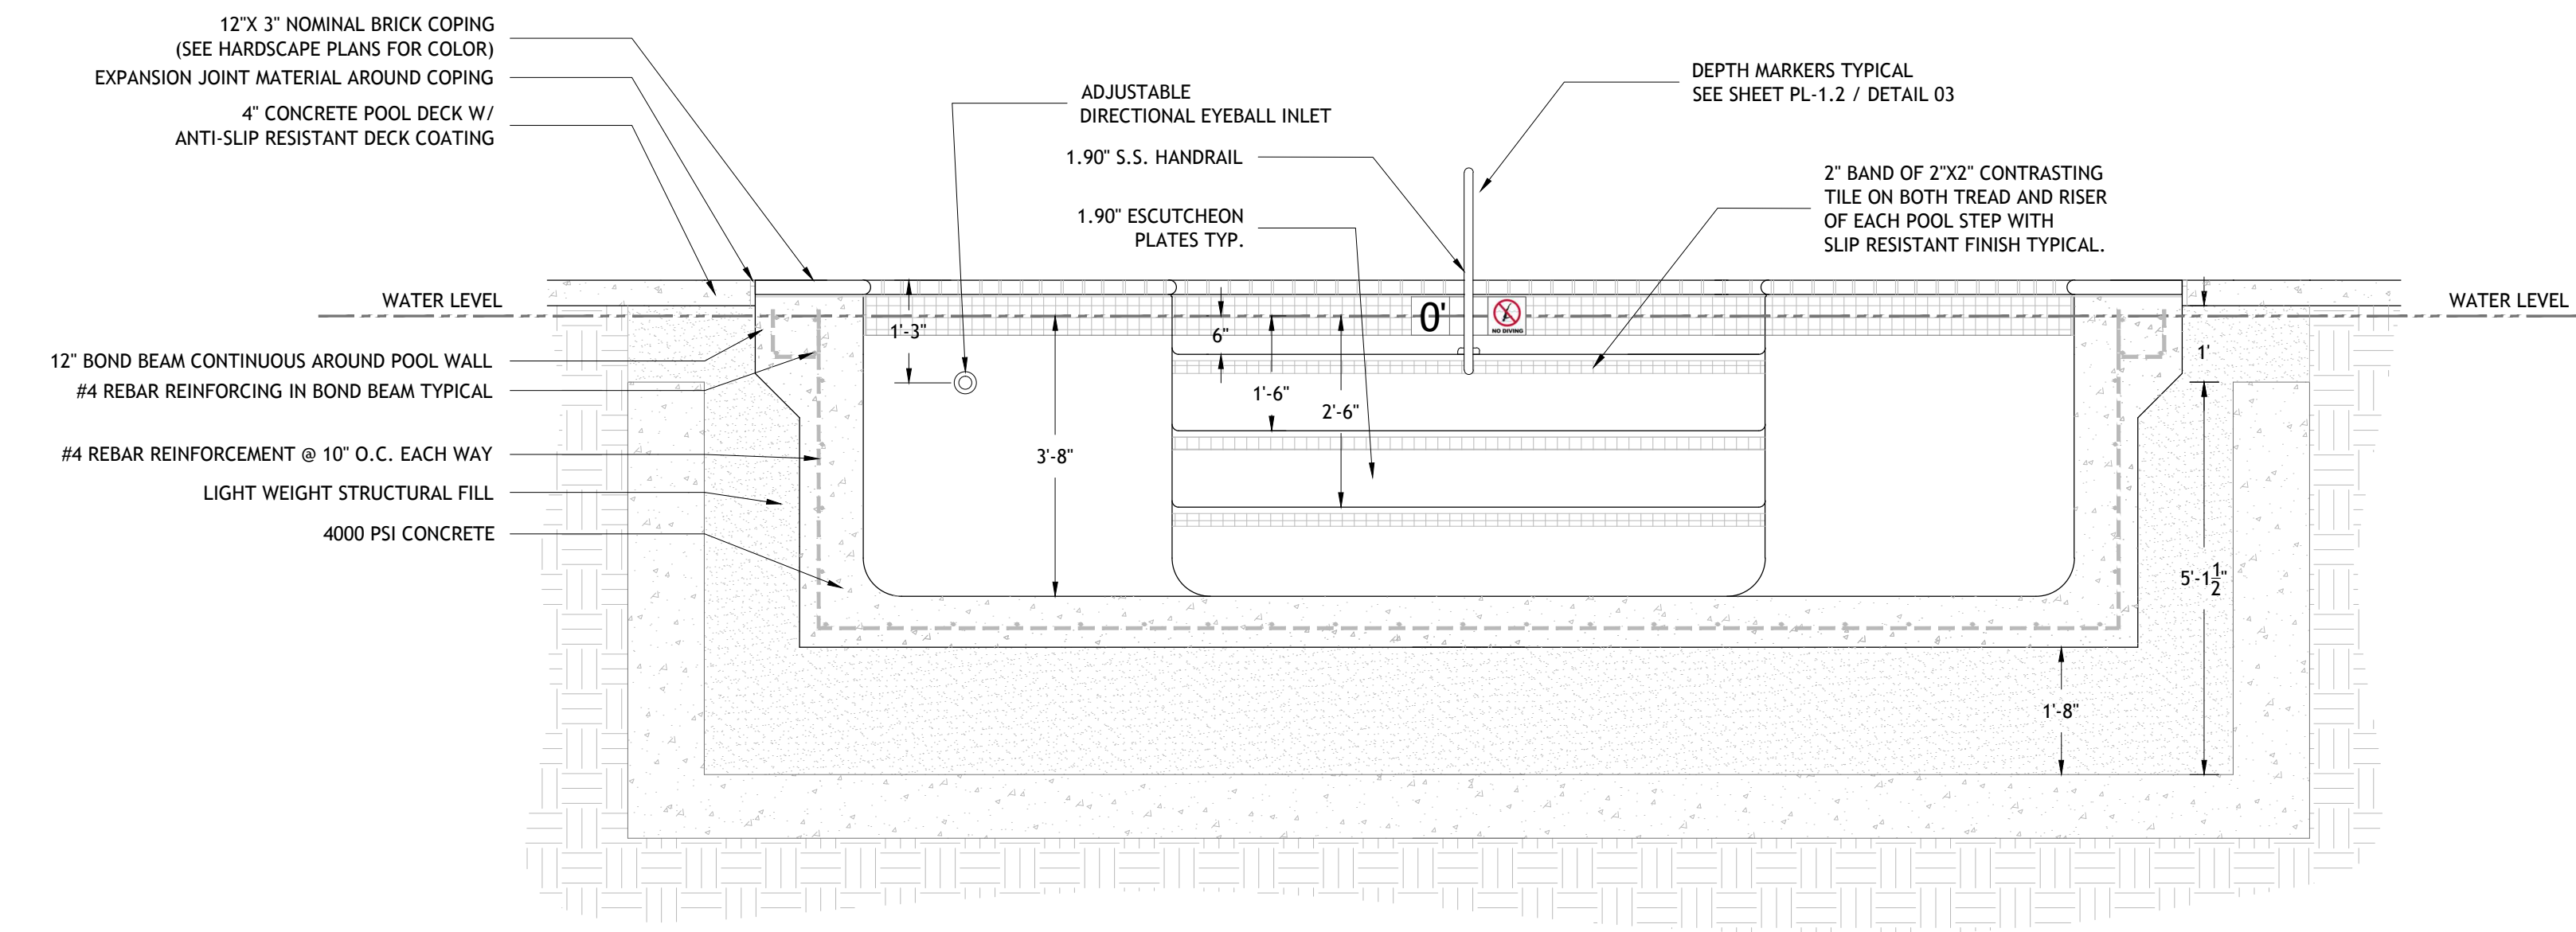 12"X 3" NOMINAL BRICK COPING
(SEE HARDSCAPE PLANS FOR COLOR)
EXPANSION JOINT MATERIAL AROUND COPING
4" CONCRETE POOL DECK W/
ANTI-SLIP RESISTANT DECK COATING
ADJUSTABLE
DIRECTIONAL EYEBALL INLET
1.90" S.S. HANDRAIL
1.90" ESCUTCHEON
PLATES TYP.
DEPTH MARKERS TYPICAL
SEE SHEET PL-1.2 / DETAIL 03
2" BAND OF 2"X2" CONTRASTING
TILE ON BOTH TREAD AND RISER
OF EACH POOL STEP WITH
SLIP RESISTANT FINISH TYPICAL.
WATER LEVEL
WATER LEVEL
0'
NO DIVING
1'-3"
6"
1'-6"
2'-6"
3'-8"
1'
5'-1 1/2"
1'-8"
12" BOND BEAM CONTINUOUS AROUND POOL WALL
#4 REBAR REINFORCING IN BOND BEAM TYPICAL
#4 REBAR REINFORCEMENT @ 10" O.C. EACH WAY
LIGHT WEIGHT STRUCTURAL FILL
4000 PSI CONCRETE